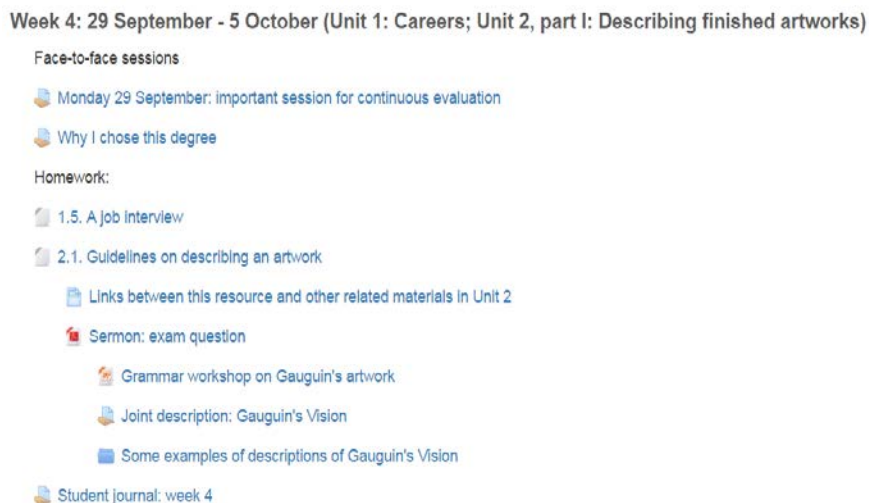 Week 4: 29 September - 5 October (Unit 1: Careers; Unit 2, part I: Describing finished artworks)
Face-to-face sessions
Monday 29 September: important session for continuous evaluation
Why I chose this degree
Homework:
1.5. A job interview
2.1. Guidelines on describing an artwork
Links between this resource and other related materials in Unit 2
Sermon: exam question
Grammar workshop on Gauguin's artwork
Joint description: Gauguin's Vision
Some examples of descriptions of Gauguin's Vision
Student journal: week 4